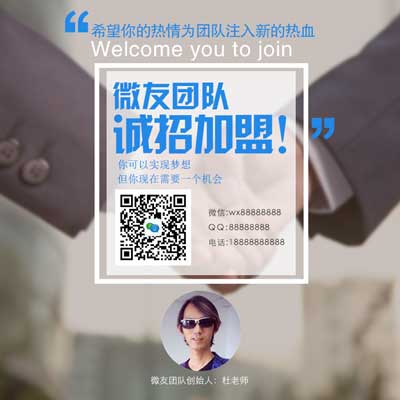 希望你的热情为团队注入新的热血
Welcome you to join
微友团队
诚招加盟！
你可以实现梦想
但你现在需要一个机会
微信:wx88888888
QQ:88888888
电话:18888888888
微友团队创始人：杜老师